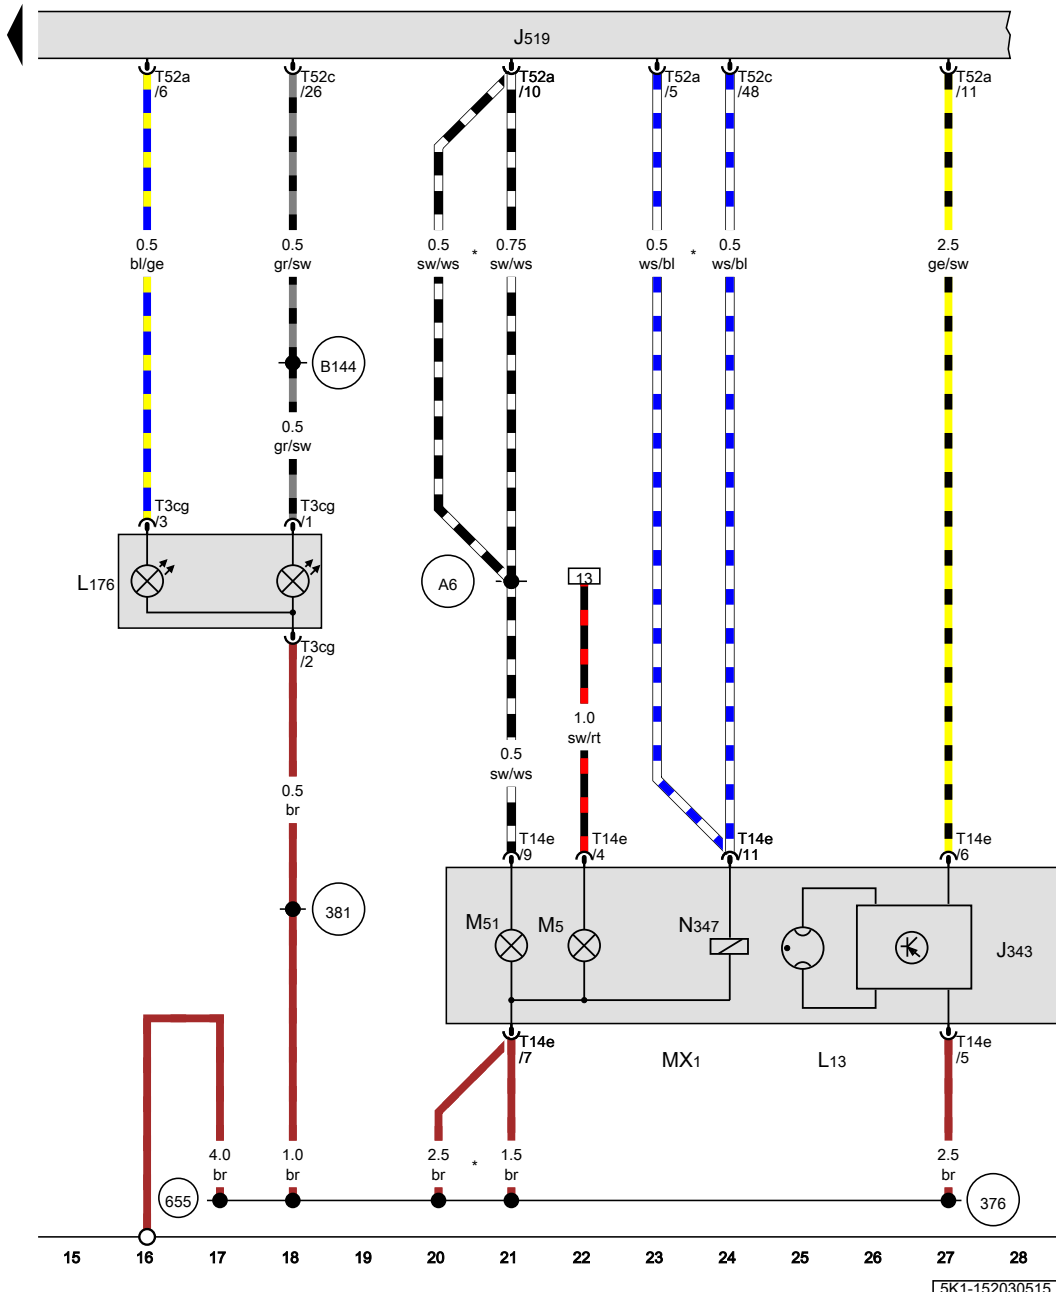 J519
T52a
/6
T52c
/26
T52a
/10
T52a
/5
T52c
/48
T52a
/11
0.5
bl/ge
0.5
gr/sw
0.5
sw/ws
*
0.75
sw/ws
0.5
ws/bl
*
0.5
ws/bl
2.5
ge/sw
B144
0.5
gr/sw
T3cg
/3
T3cg
/1
L176
A6
13
T3cg
/2
1.0
sw/rt
0.5
sw/ws
0.5
br
T14e
/9
T14e
/4
T14e
/11
T14e
/6
381
M51
M5
N347
J343
T14e
/7
MX1
L13
T14e
/5
4.0
br
1.0
br
2.5
br
*
1.5
br
2.5
br
655
376
15 16 17 18 19 20 21 22 23 24 25 26 27 28
5K1-152030515